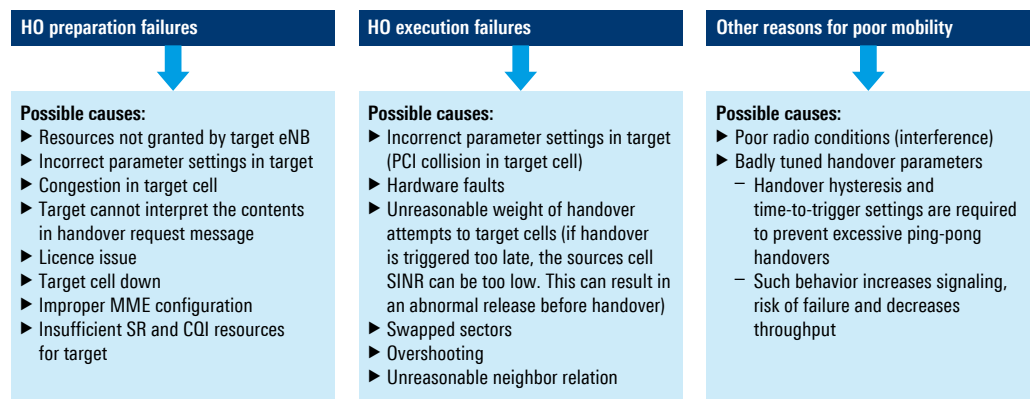 HO preparation failures
Possible causes:
▶ Resources not granted by target eNB
▶ Incorrect parameter settings in target
▶ Congestion in target cell
▶ Target cannot interpret the contents
in handover request message
▶ Licence issue
▶ Target cell down
▶ Improper MME configuration
▶ Insufficient SR and CQI resources
for target
HO execution failures
Possible causes:
▶ Incorrenct parameter settings in target
(PCI collision in target cell)
▶ Hardware faults
▶ Unreasonable weight of handover
attempts to target cells (if handover
is triggered too late, the sources cell
SINR can be too low. This can result in
an abnormal release before handover)
▶ Swapped sectors
▶ Overshooting
▶ Unreasonable neighbor relation
Other reasons for poor mobility
Possible causes:
▶ Poor radio conditions (interference)
▶ Badly tuned handover parameters
– Handover hysteresis and
time-to-trigger settings are required
to prevent excessive ping-pong
handovers
– Such behavior increases signaling,
risk of failure and decreases
throughput